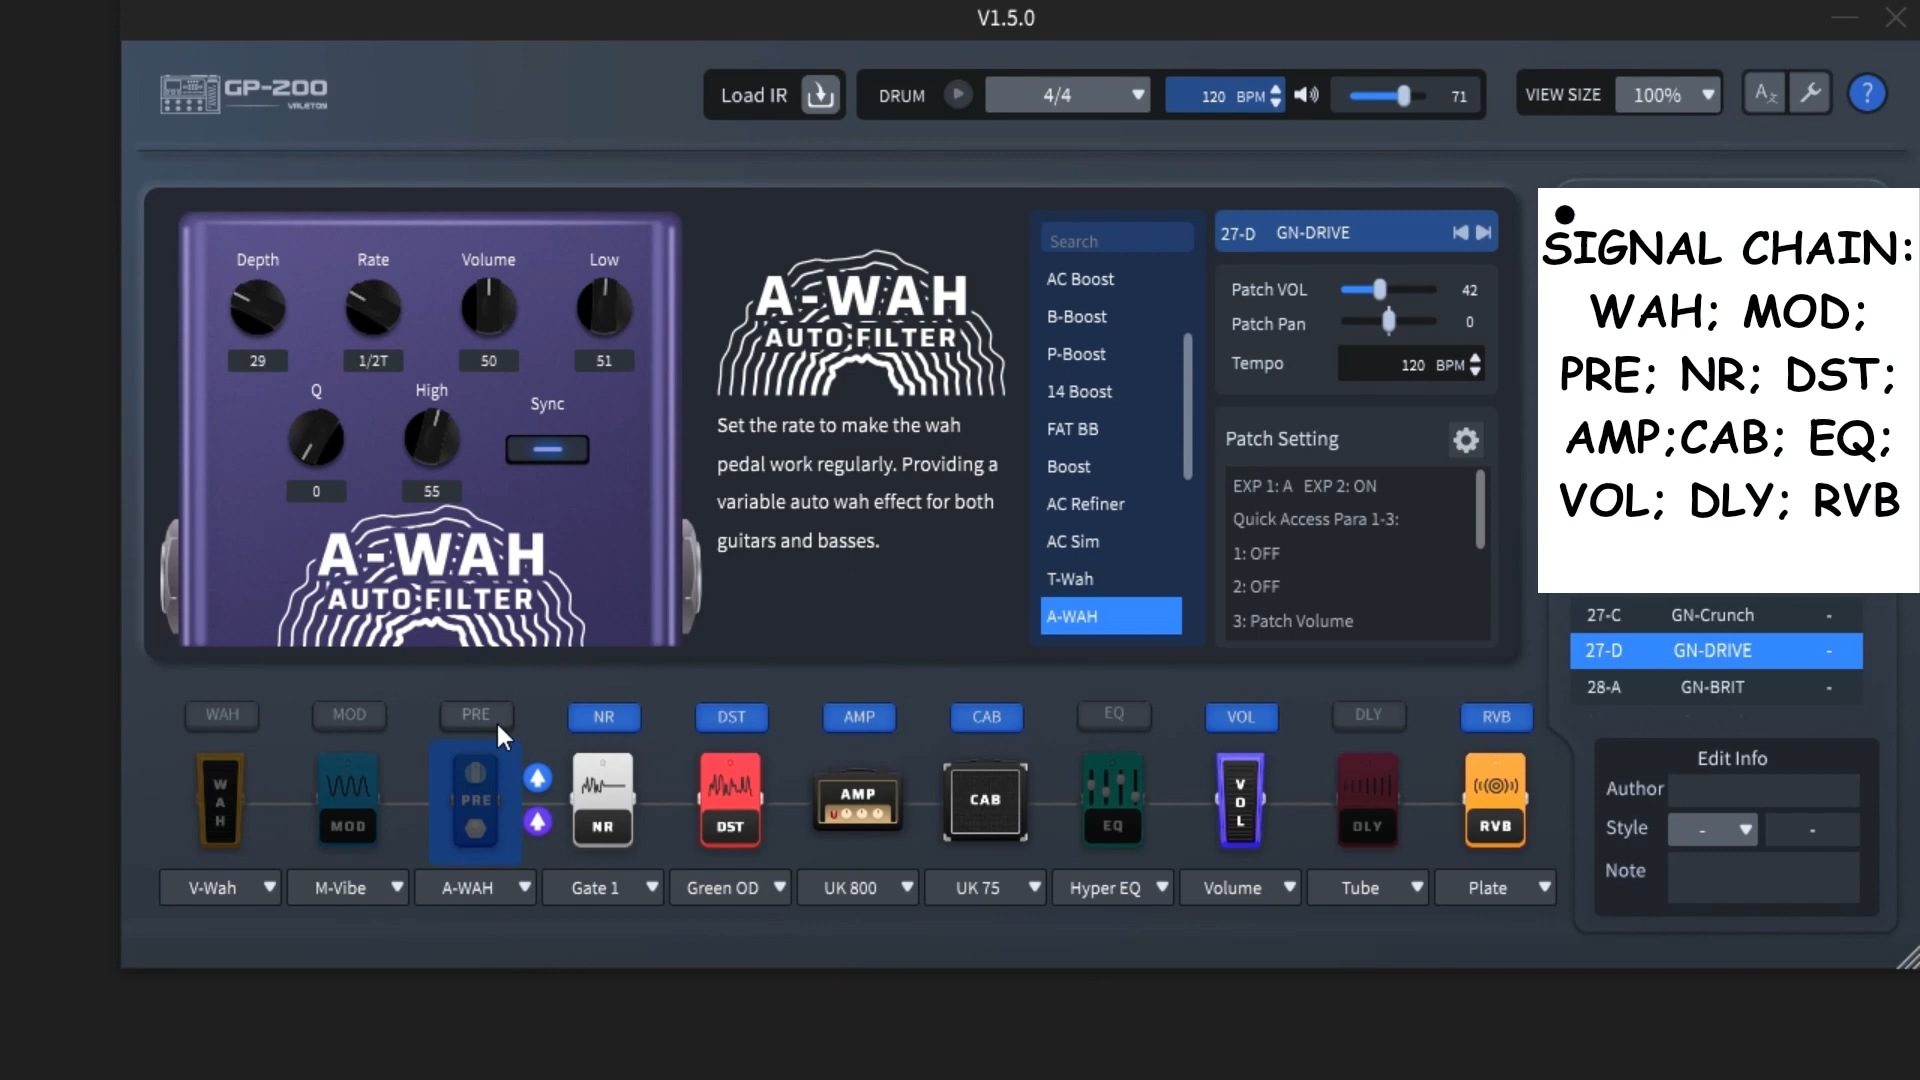 V1.5.0
GP-200
VALETON
Load IR
DRUM
4/4
120 BPM
71
VIEW SIZE
100%
?
Depth
Rate
Volume
Low
29
1/2T
50
51
Q
High
Sync
0
55
A-WAH
AUTO FILTER
A-WAH
AUTO FILTER
Set the rate to make the wah
pedal work regularly. Providing a
variable auto wah effect for both
guitars and basses.
Search
AC Boost
B-Boost
P-Boost
14 Boost
FAT BB
Boost
AC Refiner
AC Sim
T-Wah
A-WAH
27-D GN-DRIVE
Patch VOL 42
Patch Pan 0
Tempo 120 BPM
Patch Setting
EXP 1: A EXP 2: ON
Quick Access Para 1-3:
1: OFF
2: OFF
3: Patch Volume
SIGNAL CHAIN:
WAH; MOD;
PRE; NR; DST;
AMP;CAB; EQ;
VOL; DLY; RVB
27-C GN-Crunch -
27-D GN-DRIVE -
28-A GN-BRIT -
WAH MOD PRE NR DST AMP CAB EQ VOL DLY RVB
WAH MOD PRE NR DST AMP CAB EQ VOL DLY RVB
V-Wah M-Vibe A-WAH Gate 1 Green OD UK 800 UK 75 Hyper EQ Volume Tube Plate
Edit Info
Author
Style - -
Note